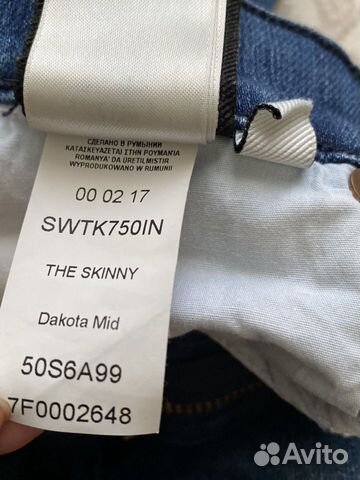 СДЕЛАНО В РУМЫНИИ
ΚΑΤΑΣΚΕΥΑΖΕΤΑΙ ΣΤΗΝ ΡΟΥΜΑΝΙΑ
ROMANYA' DA ÜRETILMISTIR
WYPRODUKOWANO W RUMUNII
00 02 17
SWTK750IN
THE SKINNY
Dakota Mid
50S6A99
7F0002648
Avito